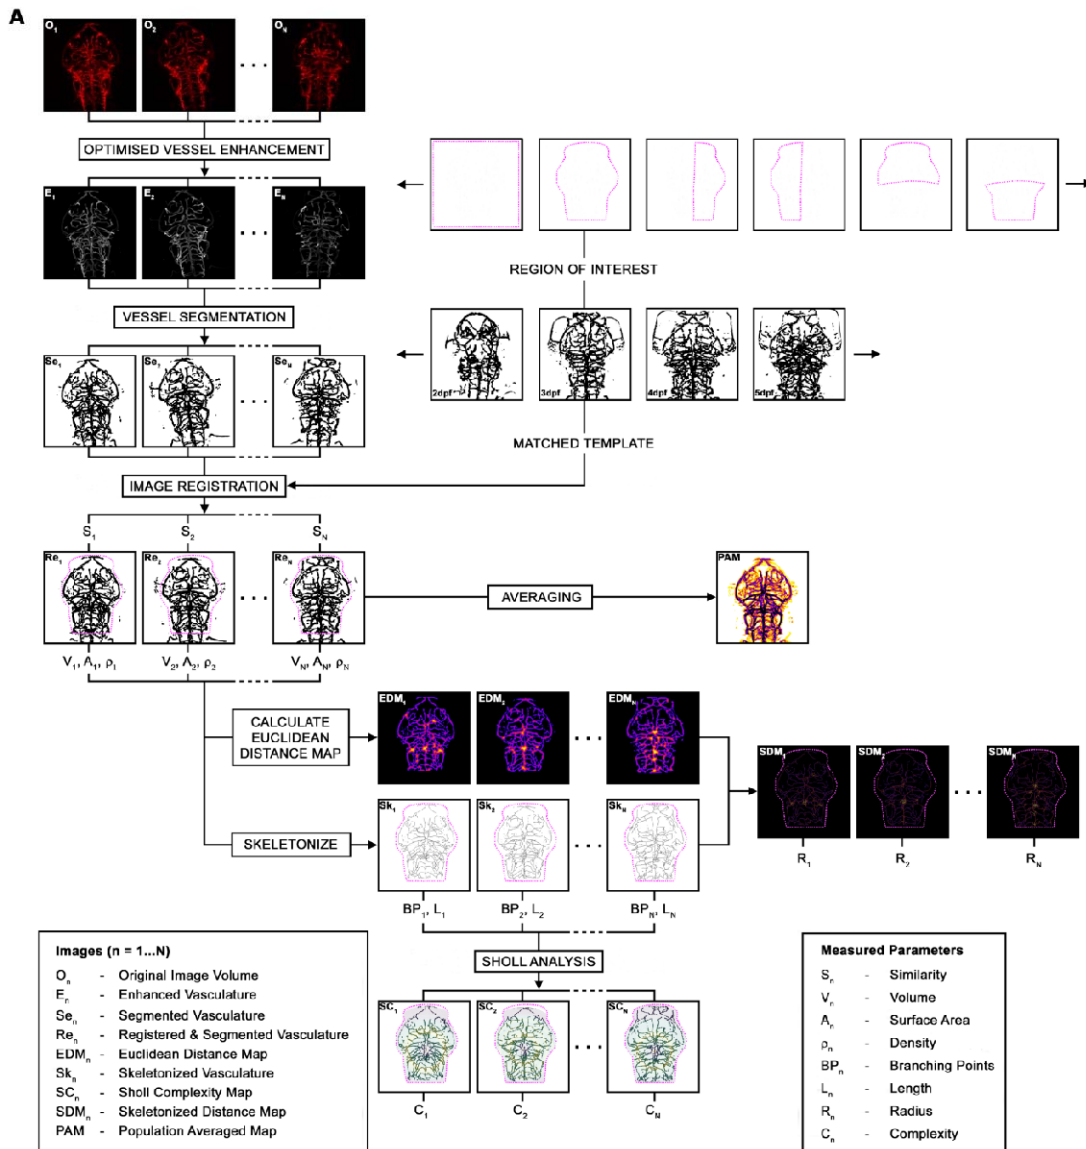 A
O1 O2 ON
OPTIMISED VESSEL ENHANCEMENT
E1 E2 EN
REGION OF INTEREST
VESSEL SEGMENTATION
2dpf 3dpf 4dpf 5dpf
Se1 Se2 SeN
MATCHED TEMPLATE
IMAGE REGISTRATION
S1 S2 SN
Re1 Re2 ReN
PAM
AVERAGING
V1, A1, ρ1 V2, A2, ρ2 VN, AN, ρN
EDM1 EDM2 EDMN
CALCULATE
EUCLIDEAN
DISTANCE MAP
SDM1 SDM2 SDMN
Sk1 Sk2 SkN
SKELETONIZE
R1 R2 RN
BP1, L1 BP2, L2 BPN, LN
SHOLL ANALYSIS
SC1 SC2 SCN
C1 C2 CN
Images (n = 1...N)
On - Original Image Volume
En - Enhanced Vasculature
Sen - Segmented Vasculature
Ren - Registered & Segmented Vasculature
EDMn - Euclidean Distance Map
Skn - Skeletonized Vasculature
SCn - Sholl Complexity Map
SDMn - Skeletonized Distance Map
PAM - Population Averaged Map
Measured Parameters
Sn - Similarity
Vn - Volume
An - Surface Area
ρn - Density
BPn - Branching Points
Ln - Length
Rn - Radius
Cn - Complexity